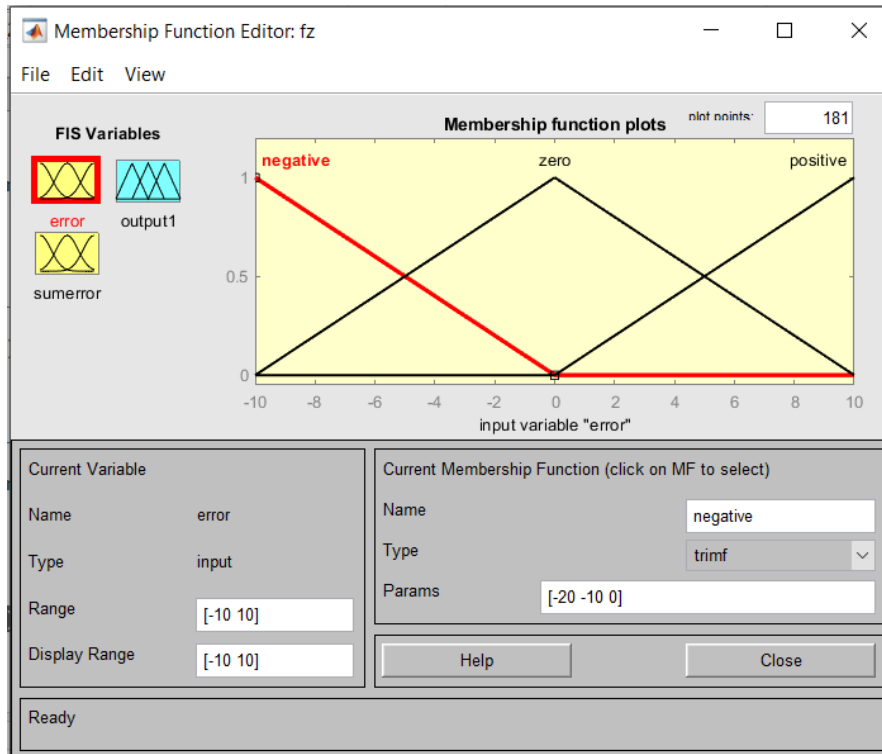 Membership Function Editor: fz
File Edit View
FIS Variables
Membership function plots
plot points:
181
error
output1
sumerror
negative
zero
positive
1
0.5
0
-10 -8 -6 -4 -2 0 2 4 6 8 10
input variable "error"
Current Variable
Name error
Type input
Range [-10 10]
Display Range [-10 10]
Current Membership Function (click on MF to select)
Name negative
Type trimf
Params [-20 -10 0]
Help Close
Ready